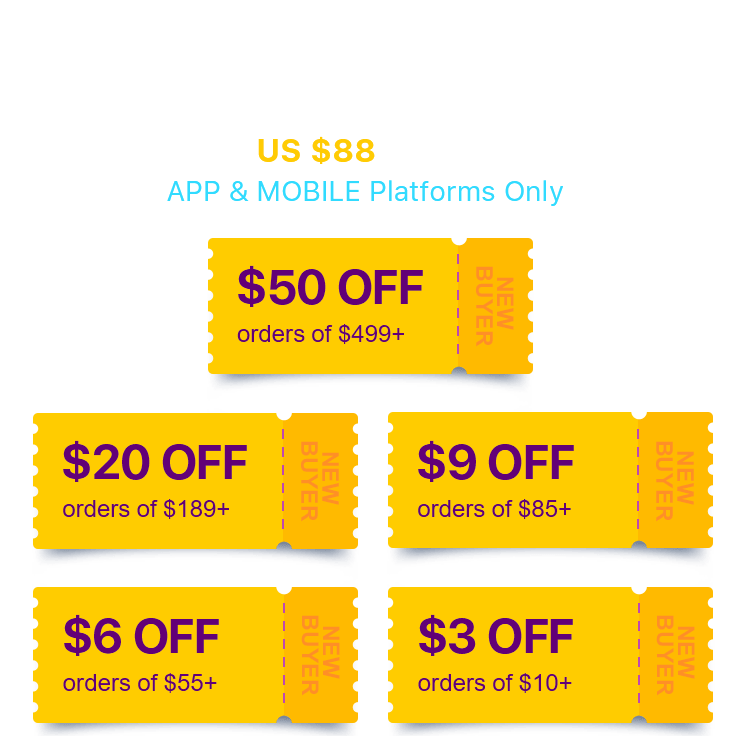 US $88
APP & MOBILE Platforms Only
$50 OFF
orders of $499+
NEW
BUYER
$20 OFF
orders of $189+
NEW
BUYER
$9 OFF
orders of $85+
NEW
BUYER
$6 OFF
orders of $55+
NEW
BUYER
$3 OFF
orders of $10+
NEW
BUYER